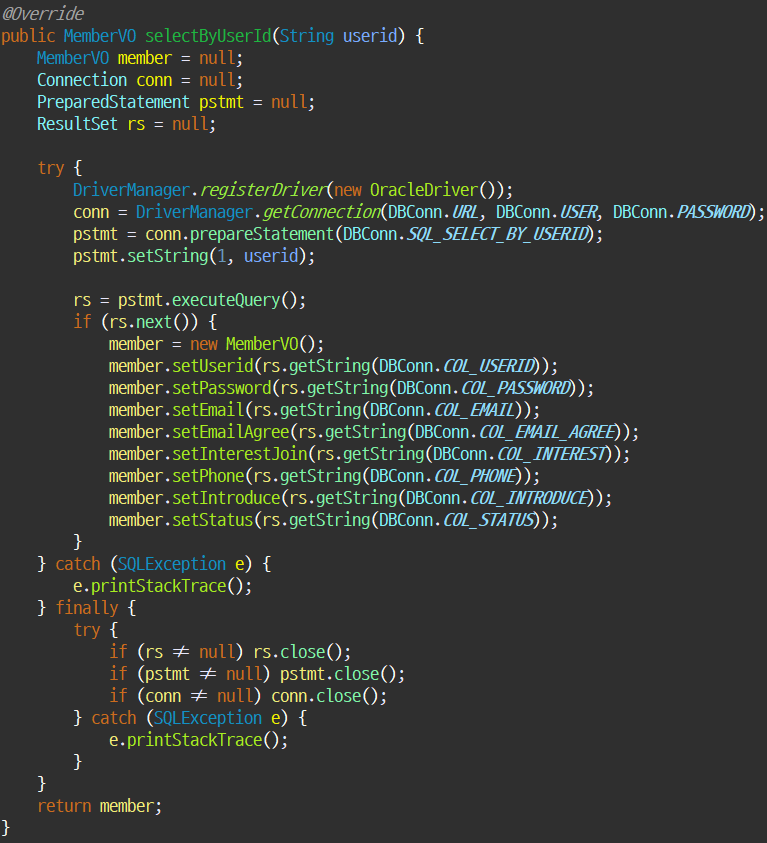 @Override
public MemberVO selectByUserId(String userid) {
    MemberVO member = null;
    Connection conn = null;
    PreparedStatement pstmt = null;
    ResultSet rs = null;

    try {
        DriverManager.registerDriver(new OracleDriver());
        conn = DriverManager.getConnection(DBConn.URL, DBConn.USER, DBConn.PASSWORD);
        pstmt = conn.prepareStatement(DBConn.SQL_SELECT_BY_USERID);
        pstmt.setString(1, userid);

        rs = pstmt.executeQuery();
        if (rs.next()) {
            member = new MemberVO();
            member.setUserid(rs.getString(DBConn.COL_USERID));
            member.setPassword(rs.getString(DBConn.COL_PASSWORD));
            member.setEmail(rs.getString(DBConn.COL_EMAIL));
            member.setEmailAgree(rs.getString(DBConn.COL_EMAIL_AGREE));
            member.setInterestJoin(rs.getString(DBConn.COL_INTEREST));
            member.setPhone(rs.getString(DBConn.COL_PHONE));
            member.setIntroduce(rs.getString(DBConn.COL_INTRODUCE));
            member.setStatus(rs.getString(DBConn.COL_STATUS));
        }
    } catch (SQLException e) {
        e.printStackTrace();
    } finally {
        try {
            if (rs ≠ null) rs.close();
            if (pstmt ≠ null) pstmt.close();
            if (conn ≠ null) conn.close();
        } catch (SQLException e) {
            e.printStackTrace();
        }
    }
    return member;
}